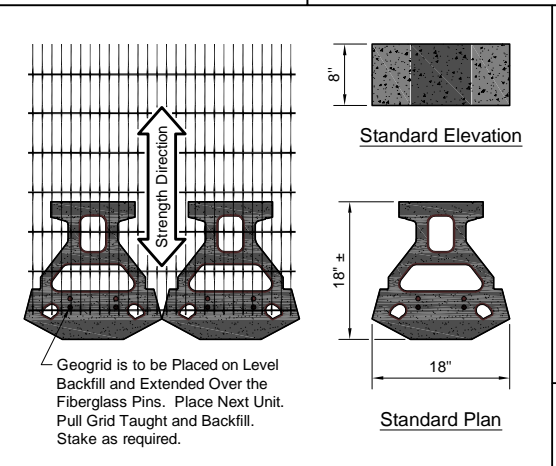 8"
Standard Elevation
Strength Direction
18" ±
Geogrid is to be Placed on Level
Backfill and Extended Over the
Fiberglass Pins.  Place Next Unit.
Pull Grid Taught and Backfill.
Stake as required.
18"
Standard Plan